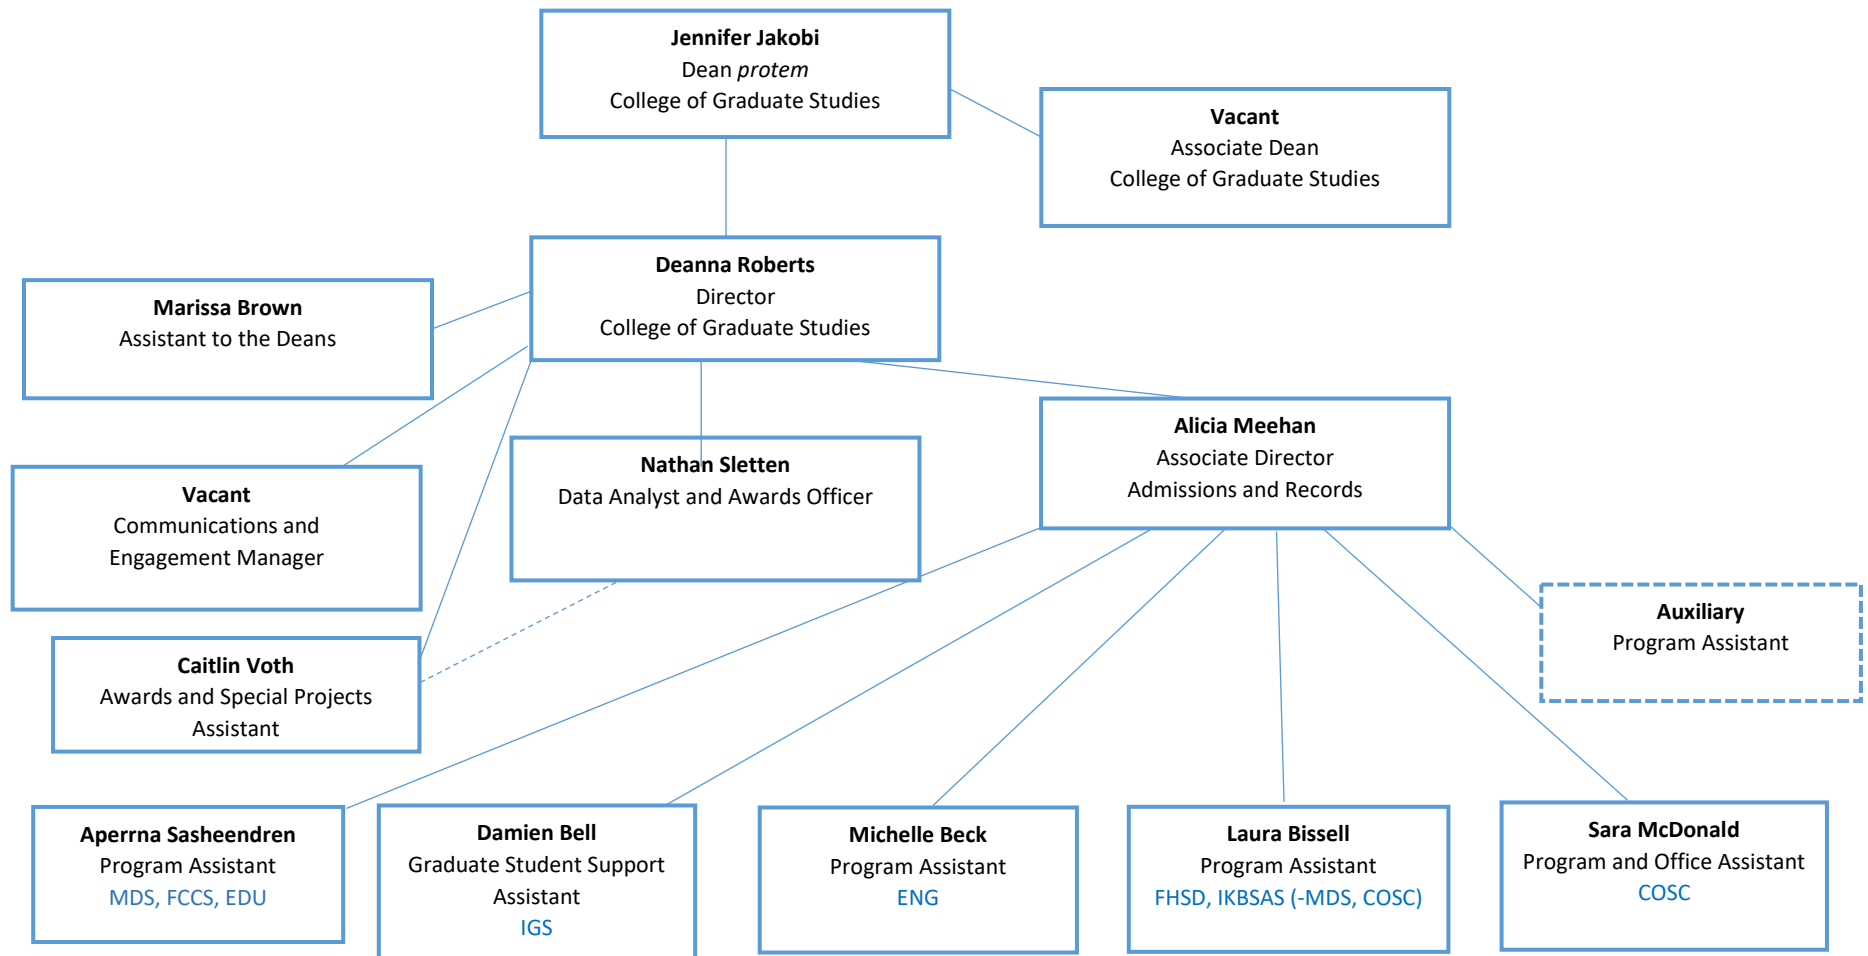 Jennifer Jakobi
Dean protem
College of Graduate Studies
Vacant
Associate Dean
College of Graduate Studies
Deanna Roberts
Director
College of Graduate Studies
Marissa Brown
Assistant to the Deans
Alicia Meehan
Associate Director
Admissions and Records
Nathan Sletten
Data Analyst and Awards Officer
Vacant
Communications and
Engagement Manager
Auxiliary
Program Assistant
Caitlin Voth
Awards and Special Projects
Assistant
Aperrna Sasheendren
Program Assistant
MDS, FCCS, EDU
Damien Bell
Graduate Student Support
Assistant
IGS
Michelle Beck
Program Assistant
ENG
Laura Bissell
Program Assistant
FHSD, IKBSAS (-MDS, COSC)
Sara McDonald
Program and Office Assistant
COSC